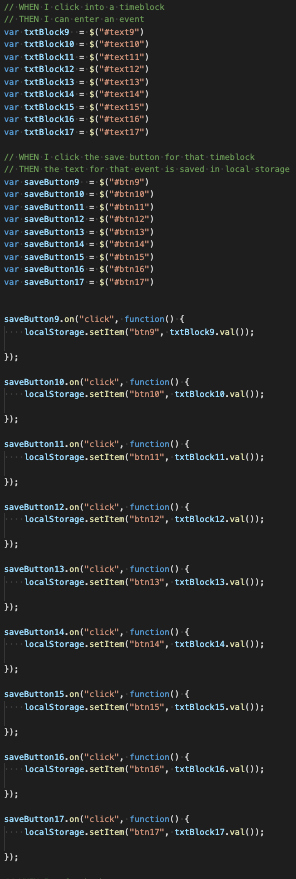 // WHEN I click into a timeblock
// THEN I can enter an event
var txtBlock9 = $("#text9")
var txtBlock10 = $("#text10")
var txtBlock11 = $("#text11")
var txtBlock12 = $("#text12")
var txtBlock13 = $("#text13")
var txtBlock14 = $("#text14")
var txtBlock15 = $("#text15")
var txtBlock16 = $("#text16")
var txtBlock17 = $("#text17")
// WHEN I click the save button for that timeblock
// THEN the text for that event is saved in local storage
var saveButton9 = $("#btn9")
var saveButton10 = $("#btn10")
var saveButton11 = $("#btn11")
var saveButton12 = $("#btn12")
var saveButton13 = $("#btn13")
var saveButton14 = $("#btn14")
var saveButton15 = $("#btn15")
var saveButton16 = $("#btn16")
var saveButton17 = $("#btn17")
saveButton9.on("click", function() {
localStorage.setItem("btn9", txtBlock9.val());
});
saveButton10.on("click", function() {
localStorage.setItem("btn10", txtBlock10.val());
});
saveButton11.on("click", function() {
localStorage.setItem("btn11", txtBlock11.val());
});
saveButton12.on("click", function() {
localStorage.setItem("btn12", txtBlock12.val());
});
saveButton13.on("click", function() {
localStorage.setItem("btn13", txtBlock13.val());
});
saveButton14.on("click", function() {
localStorage.setItem("btn14", txtBlock14.val());
});
saveButton15.on("click", function() {
localStorage.setItem("btn15", txtBlock15.val());
});
saveButton16.on("click", function() {
localStorage.setItem("btn16", txtBlock16.val());
});
saveButton17.on("click", function() {
localStorage.setItem("btn17", txtBlock17.val());
});